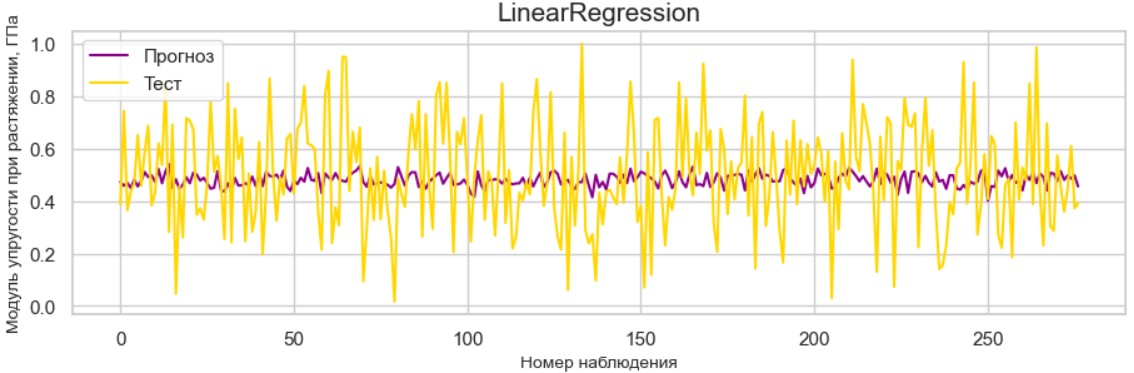 LinearRegression
Модуль упругости при растяжении, ГПа
1.0
0.8
0.6
0.4
0.2
0.0
Прогноз
Тест
0 50 100 150 200 250
Номер наблюдения